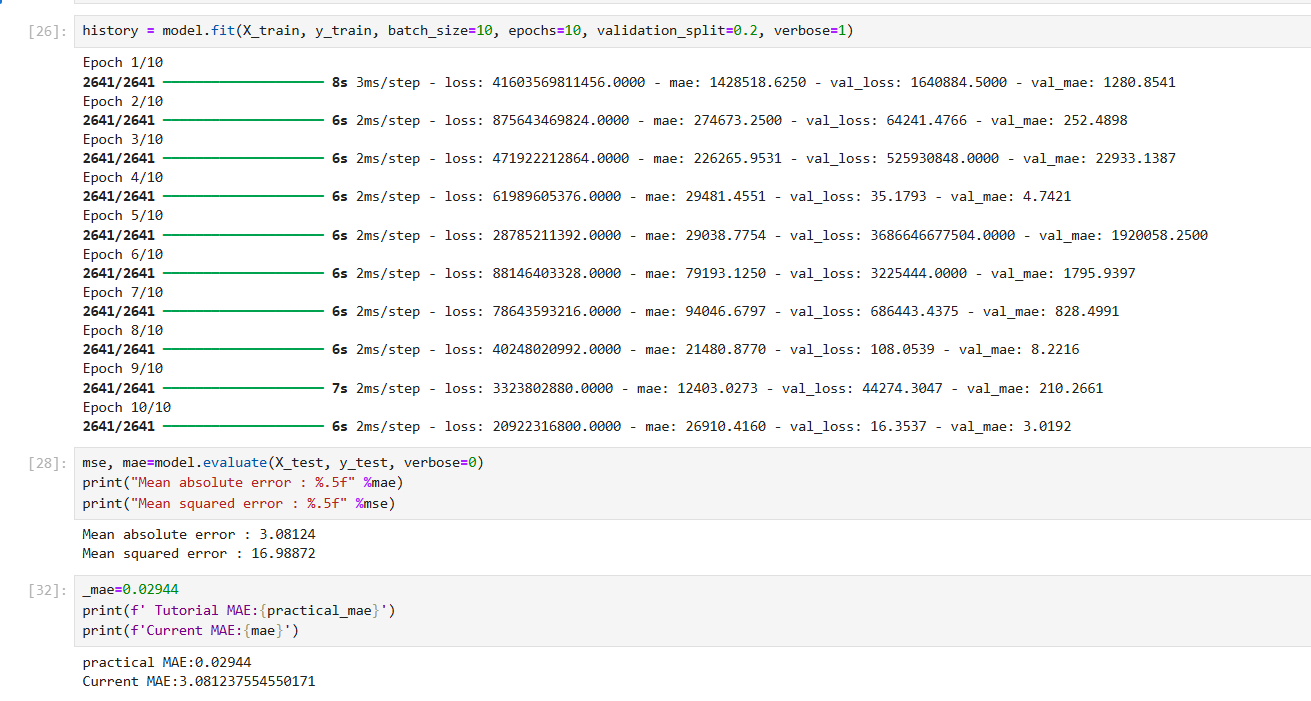 [26]: history = model.fit(X_train, y_train, batch_size=10, epochs=10, validation_split=0.2, verbose=1)
Epoch 1/10
2641/2641 ━━━━━━━━━━━━━━━━━━━━ 8s 3ms/step - loss: 41603569811456.0000 - mae: 1428518.6250 - val_loss: 1640884.5000 - val_mae: 1280.8541
Epoch 2/10
2641/2641 ━━━━━━━━━━━━━━━━━━━━ 6s 2ms/step - loss: 875643469824.0000 - mae: 274673.2500 - val_loss: 64241.4766 - val_mae: 252.4898
Epoch 3/10
2641/2641 ━━━━━━━━━━━━━━━━━━━━ 6s 2ms/step - loss: 471922212864.0000 - mae: 226265.9531 - val_loss: 525930848.0000 - val_mae: 22933.1387
Epoch 4/10
2641/2641 ━━━━━━━━━━━━━━━━━━━━ 6s 2ms/step - loss: 61989605376.0000 - mae: 29481.4551 - val_loss: 35.1793 - val_mae: 4.7421
Epoch 5/10
2641/2641 ━━━━━━━━━━━━━━━━━━━━ 6s 2ms/step - loss: 28785211392.0000 - mae: 29038.7754 - val_loss: 3686646677504.0000 - val_mae: 1920058.2500
Epoch 6/10
2641/2641 ━━━━━━━━━━━━━━━━━━━━ 6s 2ms/step - loss: 88146403328.0000 - mae: 79193.1250 - val_loss: 3225444.0000 - val_mae: 1795.9397
Epoch 7/10
2641/2641 ━━━━━━━━━━━━━━━━━━━━ 6s 2ms/step - loss: 78643593216.0000 - mae: 94046.6797 - val_loss: 686443.4375 - val_mae: 828.4991
Epoch 8/10
2641/2641 ━━━━━━━━━━━━━━━━━━━━ 6s 2ms/step - loss: 40248020992.0000 - mae: 21480.8770 - val_loss: 108.0539 - val_mae: 8.2216
Epoch 9/10
2641/2641 ━━━━━━━━━━━━━━━━━━━━ 7s 2ms/step - loss: 3323802880.0000 - mae: 12403.0273 - val_loss: 44274.3047 - val_mae: 210.2661
Epoch 10/10
2641/2641 ━━━━━━━━━━━━━━━━━━━━ 6s 2ms/step - loss: 20922316800.0000 - mae: 26910.4160 - val_loss: 16.3537 - val_mae: 3.0192
[28]: mse, mae=model.evaluate(X_test, y_test, verbose=0)
print("Mean absolute error : %.5f" %mae)
print("Mean squared error : %.5f" %mse)
Mean absolute error : 3.08124
Mean squared error : 16.98872
[32]: _mae=0.02944
print(f' Tutorial MAE:{practical_mae}')
print(f'Current MAE:{mae}')
practical MAE:0.02944
Current MAE:3.081237554550171